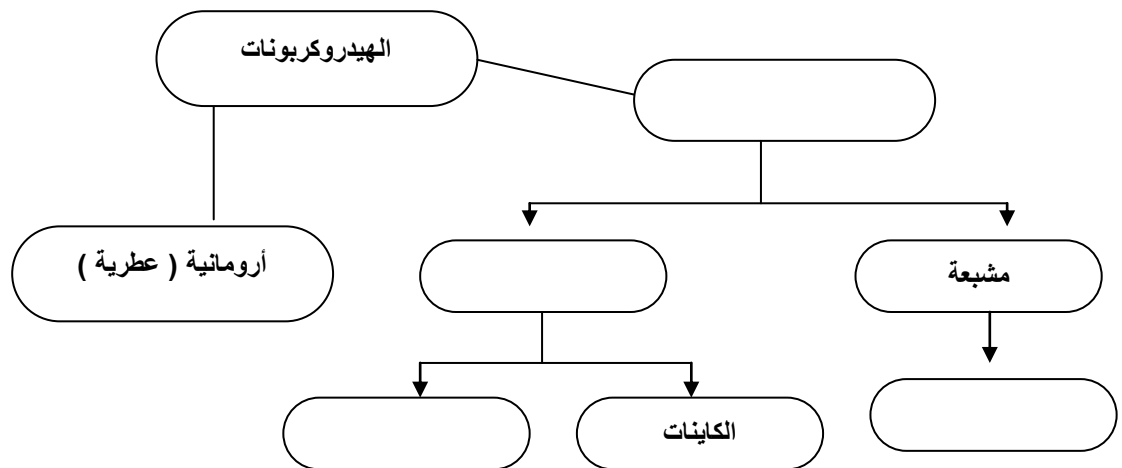 الهيدروكربونات
أرومانية ( عطرية )
مشبعة
الكاينات